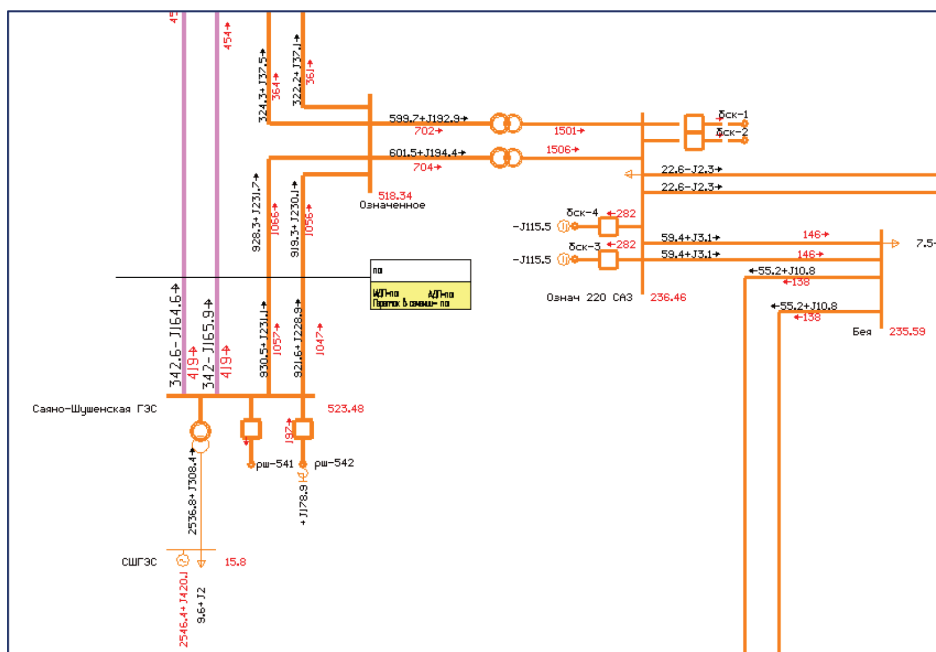 454
324.3+J37.5
364
322.2+J37.1
361
599.7+J192.9
702
1501
601.5+J194.4
704
1506
518.34
Означенное
бск-1
бск-2
22.6-J2.3
22.6-J2.3
928.3+J231.7
1066
919.3+J230.1
1056
бск-4
282
-J115.5
бск-3
282
-J115.5
59.4+J3.1
146
59.4+J3.1
146
7.5
55.2+J10.8
138
55.2+J10.8
138
Означ 220 САЗ
236.46
Бея
235.59
по
МДП=по
АДП=по
342.6-J164.6
419
342-J165.9
419
930.5+J231.1
1057
921.6+J228.9
1047
Саяно-Шушенская ГЭС
523.48
197
рш-541
рш-542
+J178.9
2536.8+J308.4
СШГЭС
15.8
2546.4+J420.1
9.6+J2